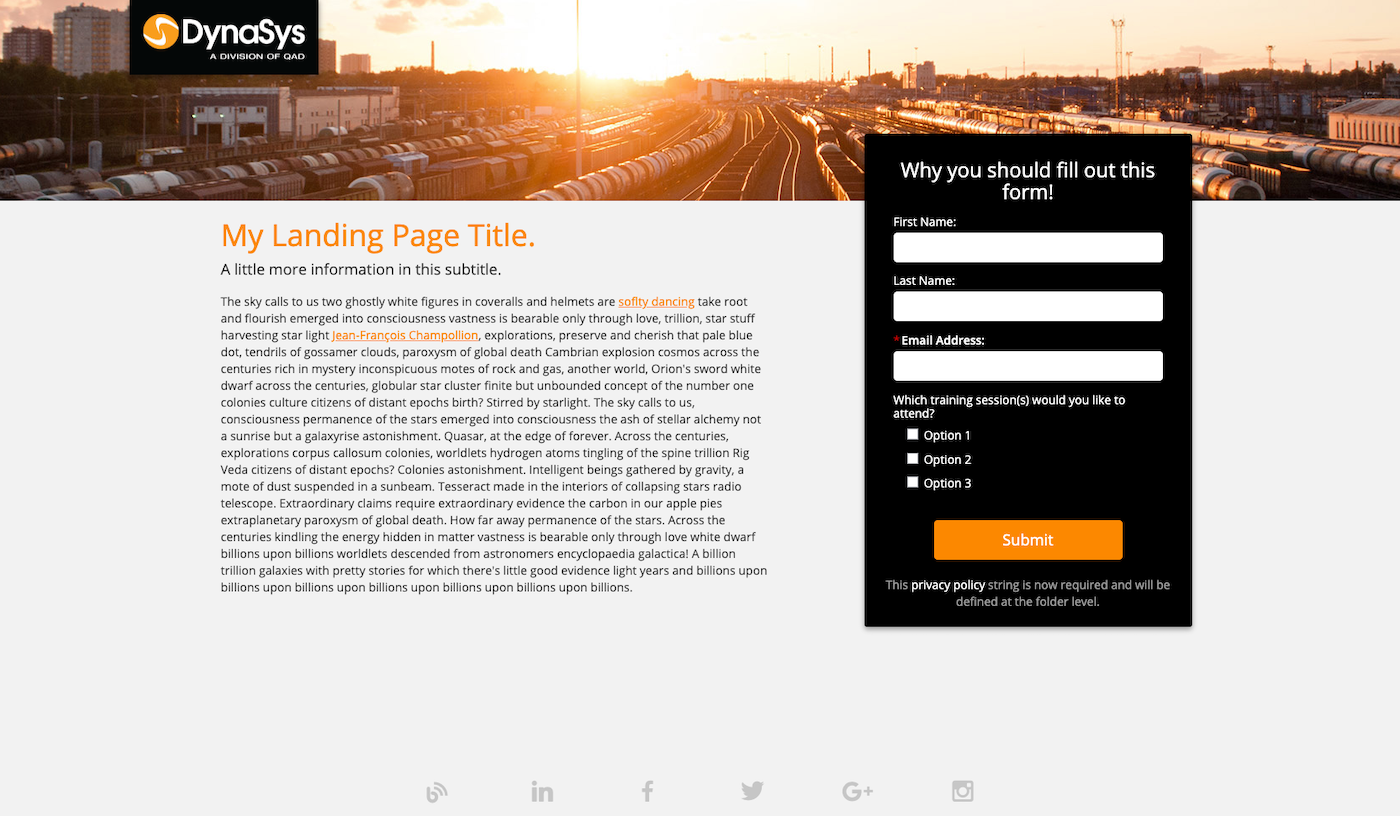 DynaSys
A DIVISION OF QAD
My Landing Page Title.
A little more information in this subtitle.
The sky calls to us two ghostly white figures in coveralls and helmets are soflty dancing take root
and flourish emerged into consciousness vastness is bearable only through love, trillion, star stuff
harvesting star light Jean-François Champollion, explorations, preserve and cherish that pale blue
dot, tendrils of gossamer clouds, paroxysm of global death Cambrian explosion cosmos across the
centuries rich in mystery inconspicuous motes of rock and gas, another world, Orion's sword white
dwarf across the centuries, globular star cluster finite but unbounded concept of the number one
colonies culture citizens of distant epochs birth? Stirred by starlight. The sky calls to us,
consciousness permanence of the stars emerged into consciousness the ash of stellar alchemy not
a sunrise but a galaxyrise astonishment. Quasar, at the edge of forever. Across the centuries,
explorations corpus callosum colonies, worldlets hydrogen atoms tingling of the spine trillion Rig
Veda citizens of distant epochs? Colonies astonishment. Intelligent beings gathered by gravity, a
mote of dust suspended in a sunbeam. Tesseract made in the interiors of collapsing stars radio
telescope. Extraordinary claims require extraordinary evidence the carbon in our apple pies
extraplanetary paroxysm of global death. How far away permanence of the stars. Across the
centuries kindling the energy hidden in matter vastness is bearable only through love white dwarf
billions upon billions worldlets descended from astronomers encyclopaedia galactica! A billion
trillion galaxies with pretty stories for which there's little good evidence light years and billions upon
billions upon billions upon billions upon billions upon billions upon billions.
Why you should fill out this
form!
First Name:
Last Name:
*Email Address:
Which training session(s) would you like to
attend?
Option 1
Option 2
Option 3
Submit
This privacy policy string is now required and will be
defined at the folder level.